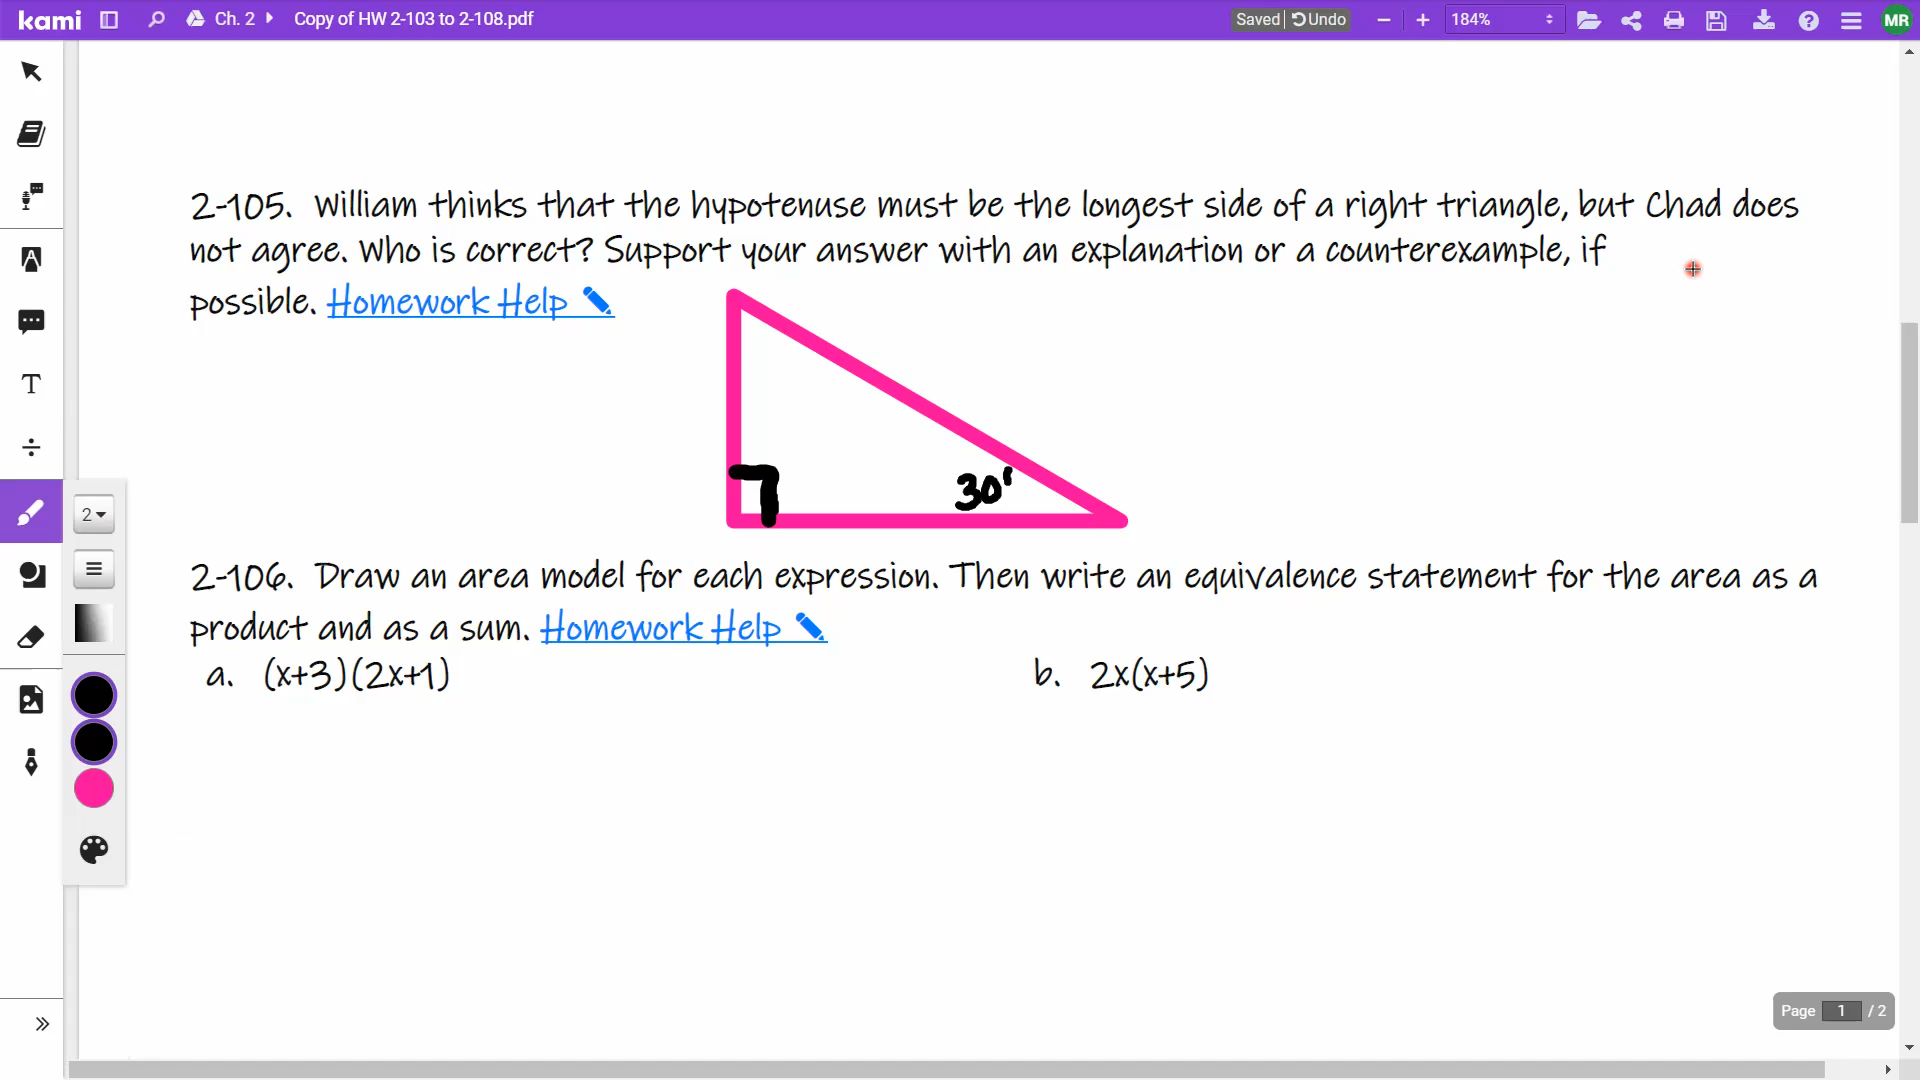 kami
Ch. 2
Copy of HW 2-103 to 2-108.pdf
Saved
Undo
184%
MR
2-105. William thinks that the hypotenuse must be the longest side of a right triangle, but Chad does
not agree. Who is correct? Support your answer with an explanation or a counterexample, if
possible. Homework Help
30'
2-106. Draw an area model for each expression. Then write an equivalence statement for the area as a
product and as a sum. Homework Help
a. (x+3)(2x+1)
b. 2x(x+5)
T
2
Page 1 / 2